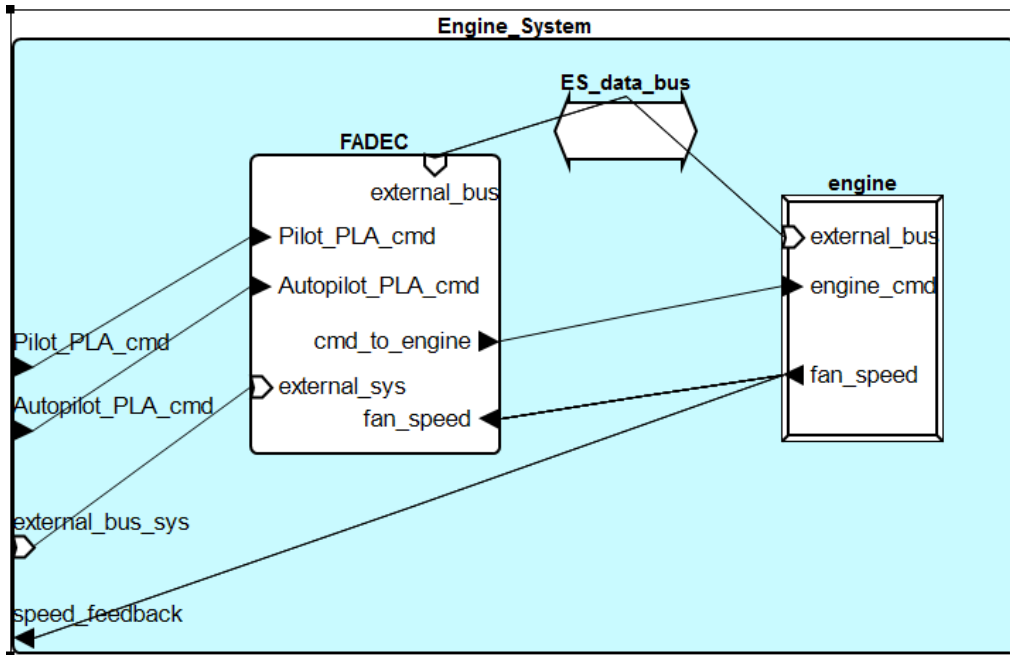 Engine_System
ES_data_bus
FADEC
external_bus
engine
Pilot_PLA_cmd
external_bus
Autopilot_PLA_cmd
engine_cmd
Pilot_PLA_cmd
cmd_to_engine
external_sys
fan_speed
Autopilot_PLA_cmd
fan_speed
external_bus_sys
speed_feedback